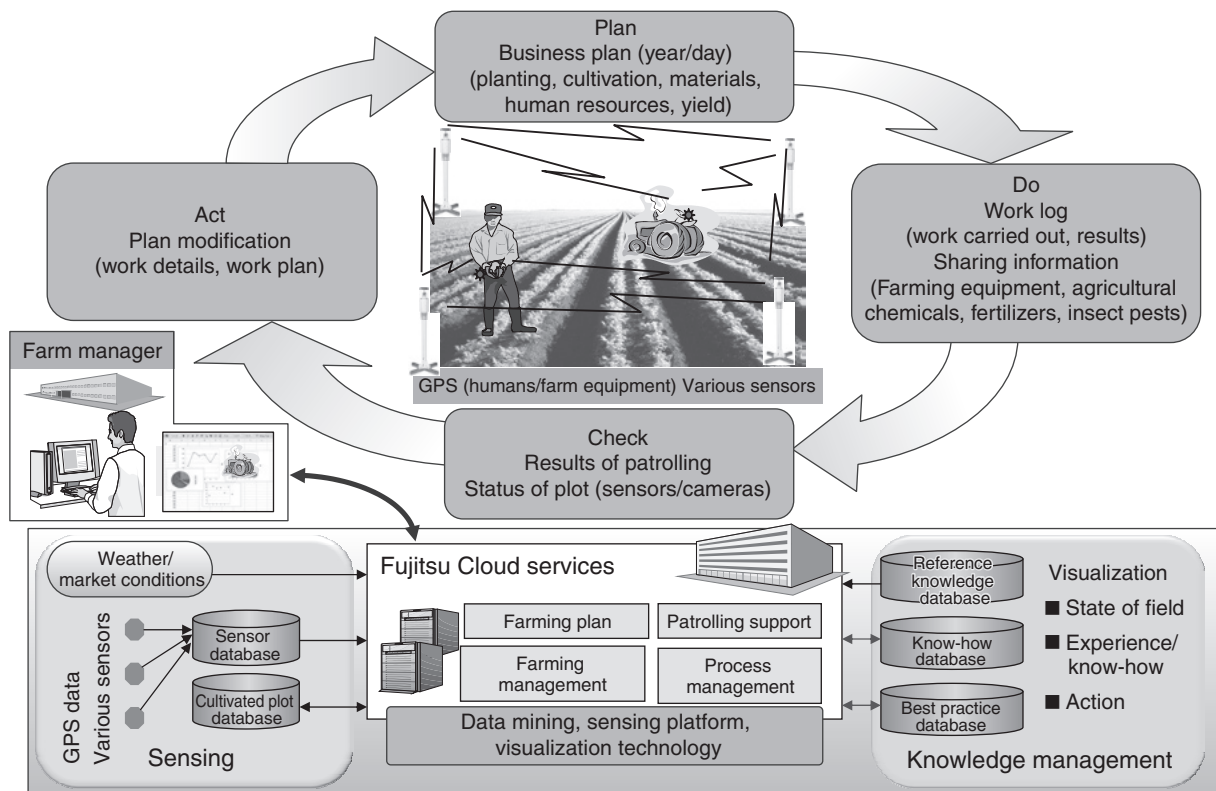 Plan
Business plan (year/day)
(planting, cultivation, materials,
human resources, yield)
Do
Work log
(work carried out, results)
Sharing information
(Farming equipment, agricultural
chemicals, fertilizers, insect pests)
Act
Plan modification
(work details, work plan)
GPS (humans/farm equipment) Various sensors
Farm manager
Check
Results of patrolling
Status of plot (sensors/cameras)
Weather/
market conditions
GPS data
Various sensors
Sensor
database
Cultivated plot
database
Sensing
Fujitsu Cloud services
Farming plan
Patrolling support
Farming
management
Process
management
Data mining, sensing platform,
visualization technology
Reference
knowledge
database
Know-how
database
Best practice
database
Visualization
■ State of field
■ Experience/
know-how
■ Action
Knowledge management